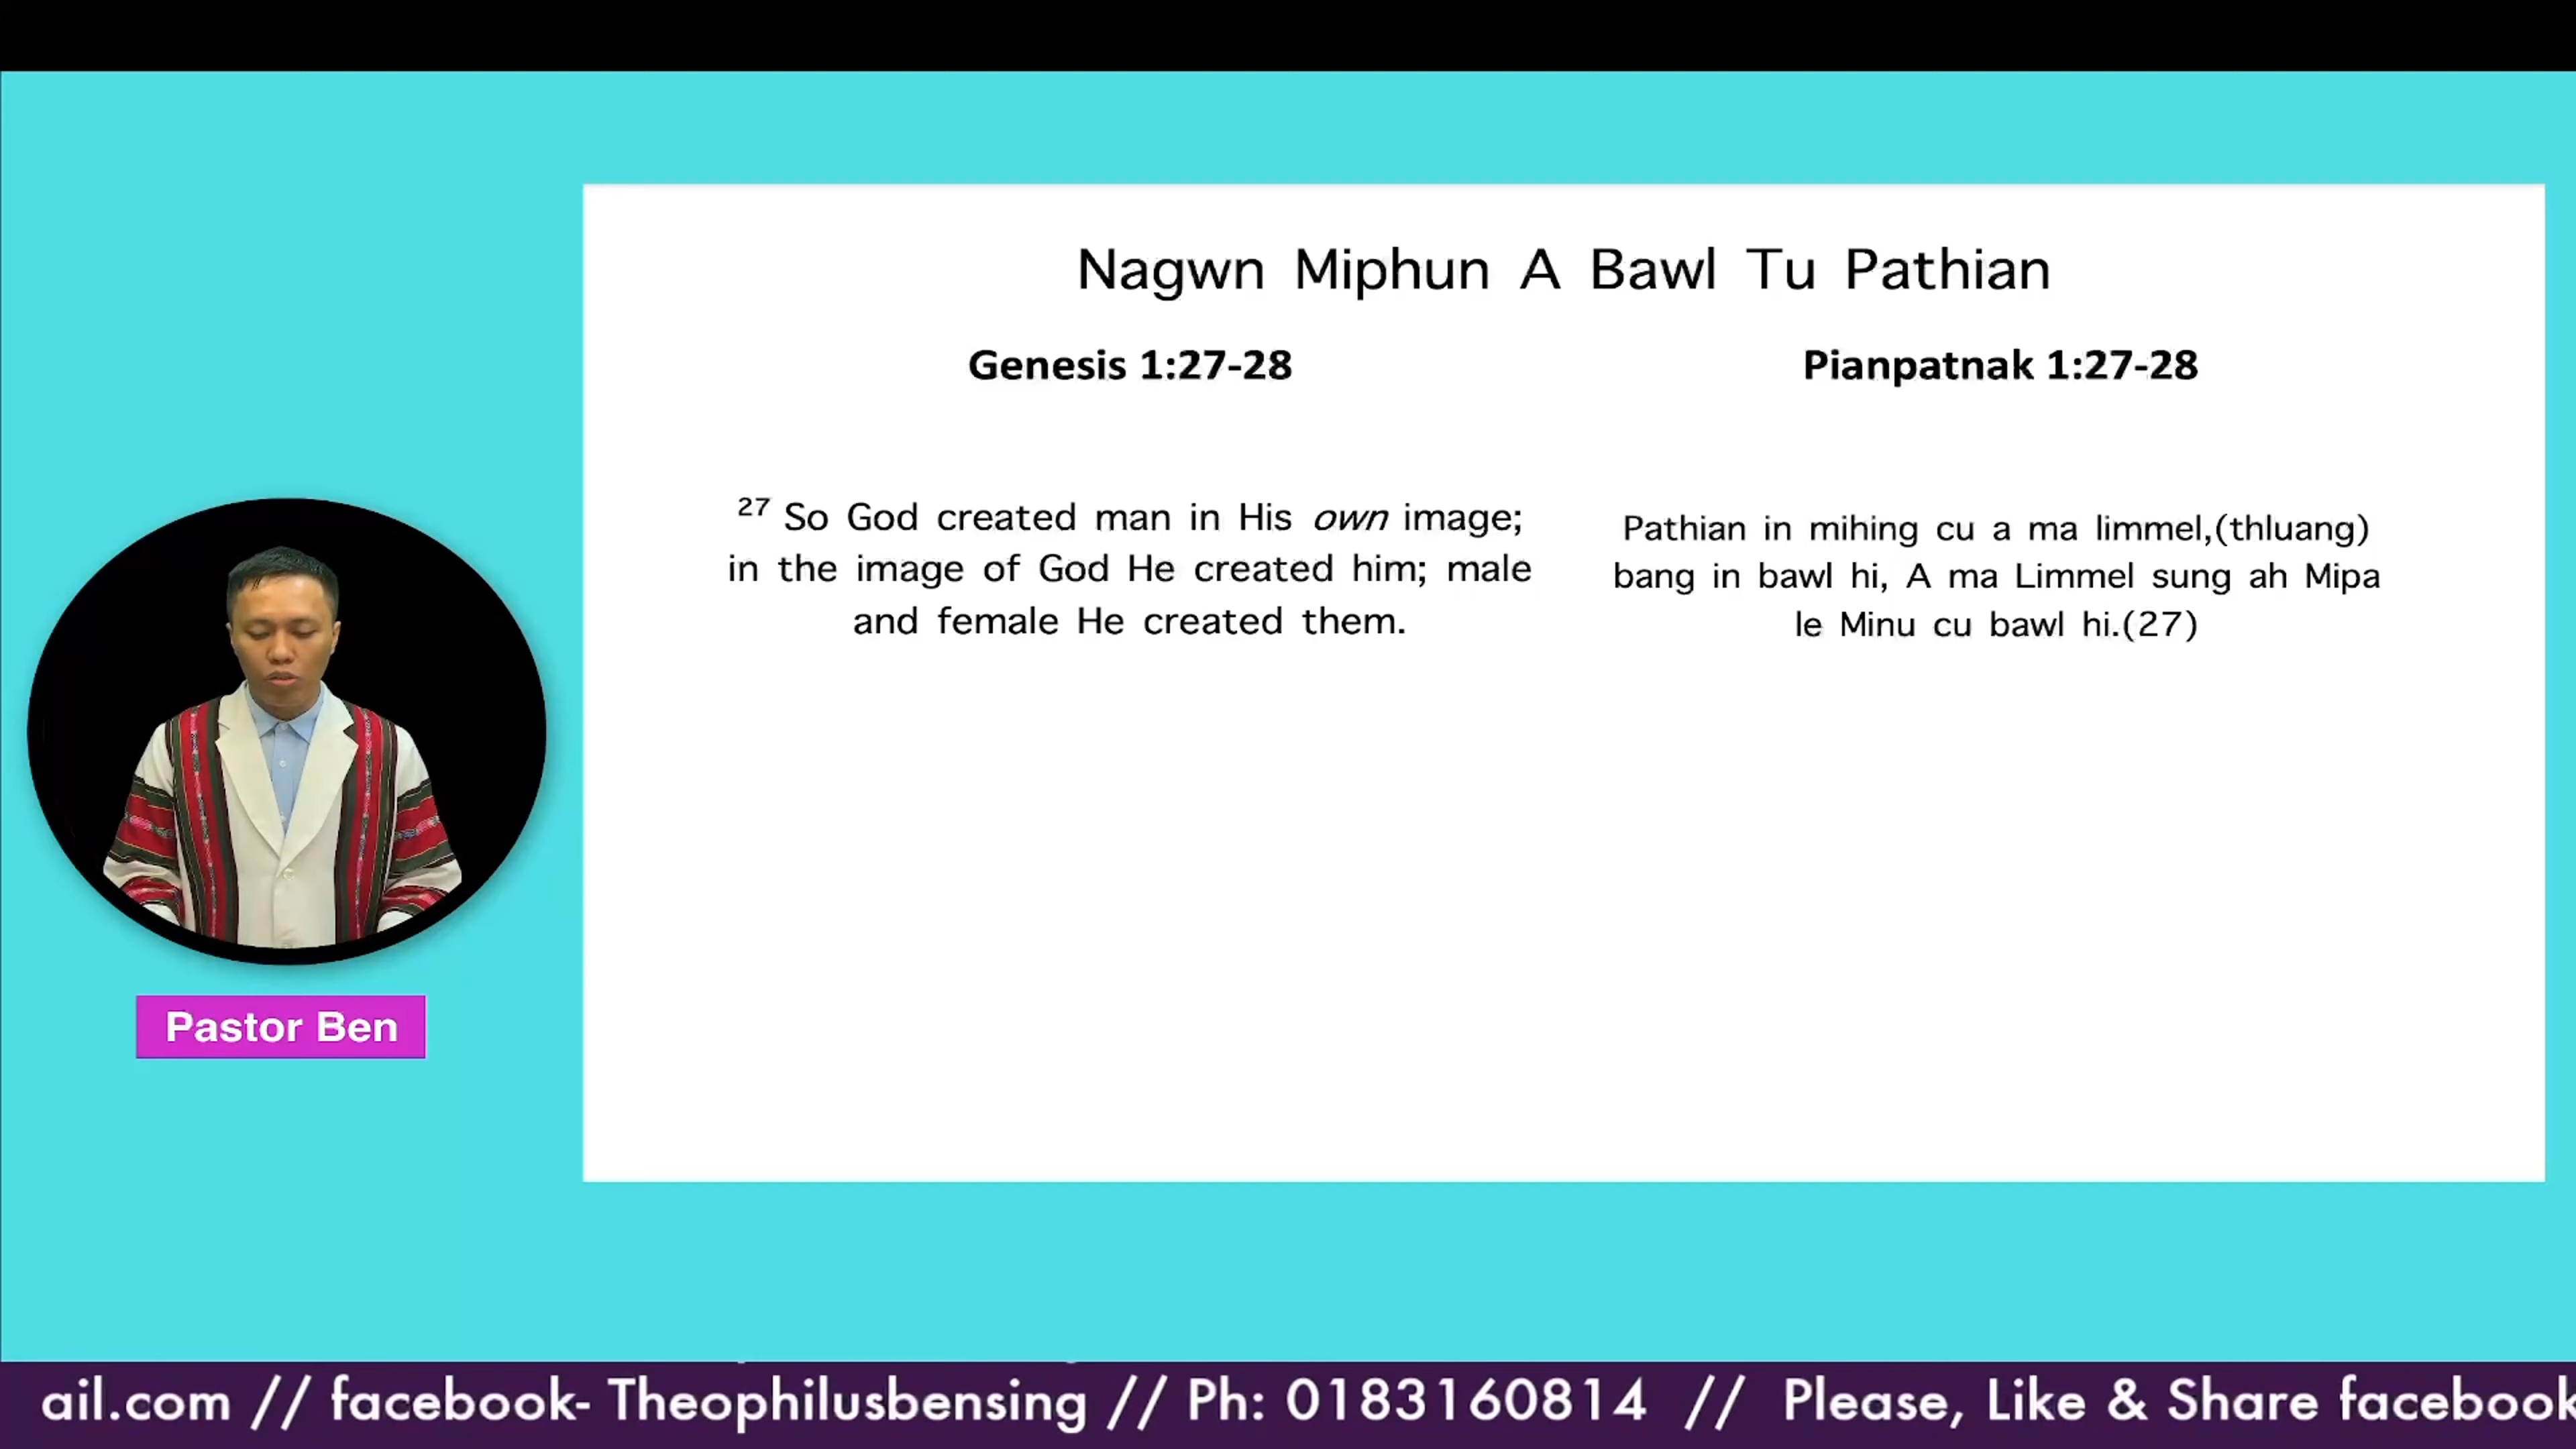 Nagwn Miphun A Bawl Tu Pathian
Genesis 1:27-28
27 So God created man in His own image;
in the image of God He created him; male
and female He created them.
Pianpatnak 1:27-28
Pathian in mihing cu a ma limmel,(thluang)
bang in bawl hi, A ma Limmel sung ah Mipa
le Minu cu bawl hi.(27)
Pastor Ben
ail.com // facebook- Theophilusbensing // Ph: 0183160814 // Please, Like & Share facebook